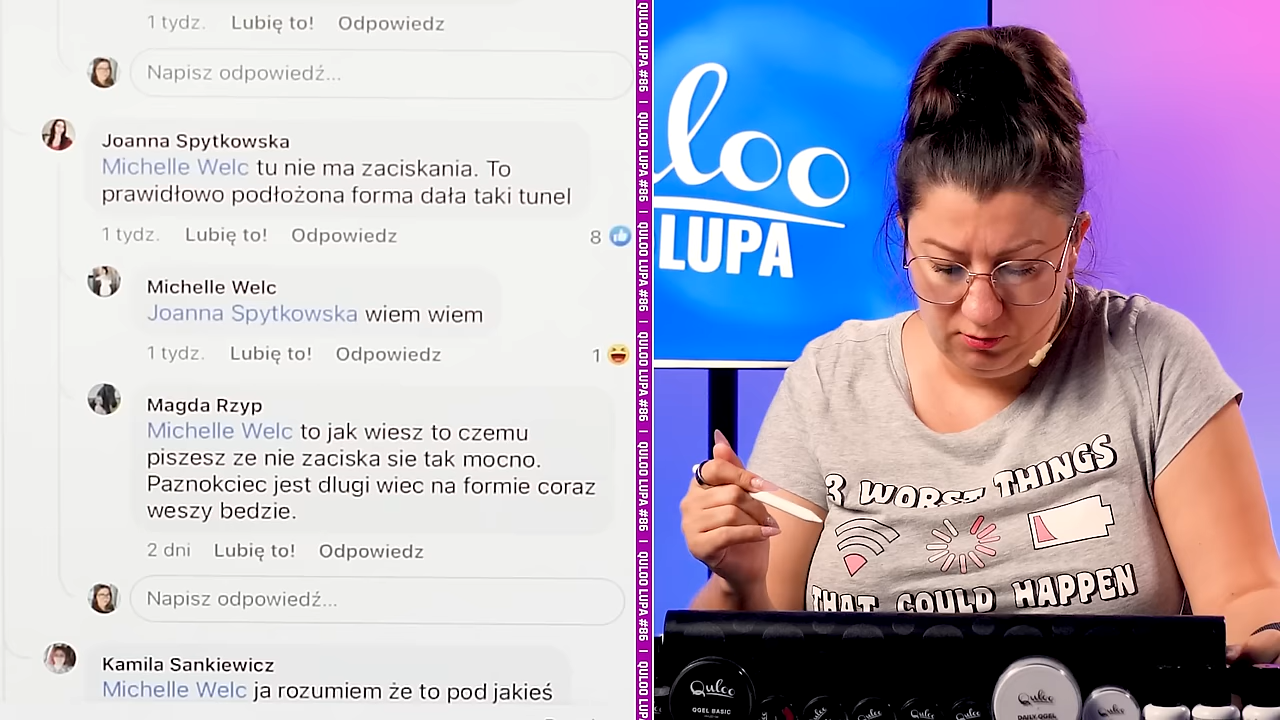 1 tydz. Lubię to! Odpowiedz
Napisz odpowiedź...
Joanna Spytkowska
Michelle Welc tu nie ma zaciskania. To
prawidłowo podłożona forma dała taki tunel
1 tydz. Lubię to! Odpowiedz
8
Michelle Welc
Joanna Spytkowska wiem wiem
1 tydz. Lubię to! Odpowiedz
1
Magda Rzyp
Michelle Welc to jak wiesz to czemu
piszesz ze nie zaciska sie tak mocno.
Paznokciec jest dlugi wiec na formie coraz
weszy bedzie.
2 dni Lubię to! Odpowiedz
Napisz odpowiedź...
Kamila Sankiewicz
Michelle Welc ja rozumiem że to pod jakieś
QULOO LUPA #86 | QULOO LUPA #86 | QULOO LUPA #86 | QULOO LUPA #86 | QULOO LUPA #86 | QULOO LUPA #86 | QULOO LUP
loo
LUPA
3 WORST THINGS
THAT COULD HAPPEN
Quloo
QGEL BASIC
Quloo
Quloo
Quloo
Quloo
Quloo
DAILY QGEL
Quloo